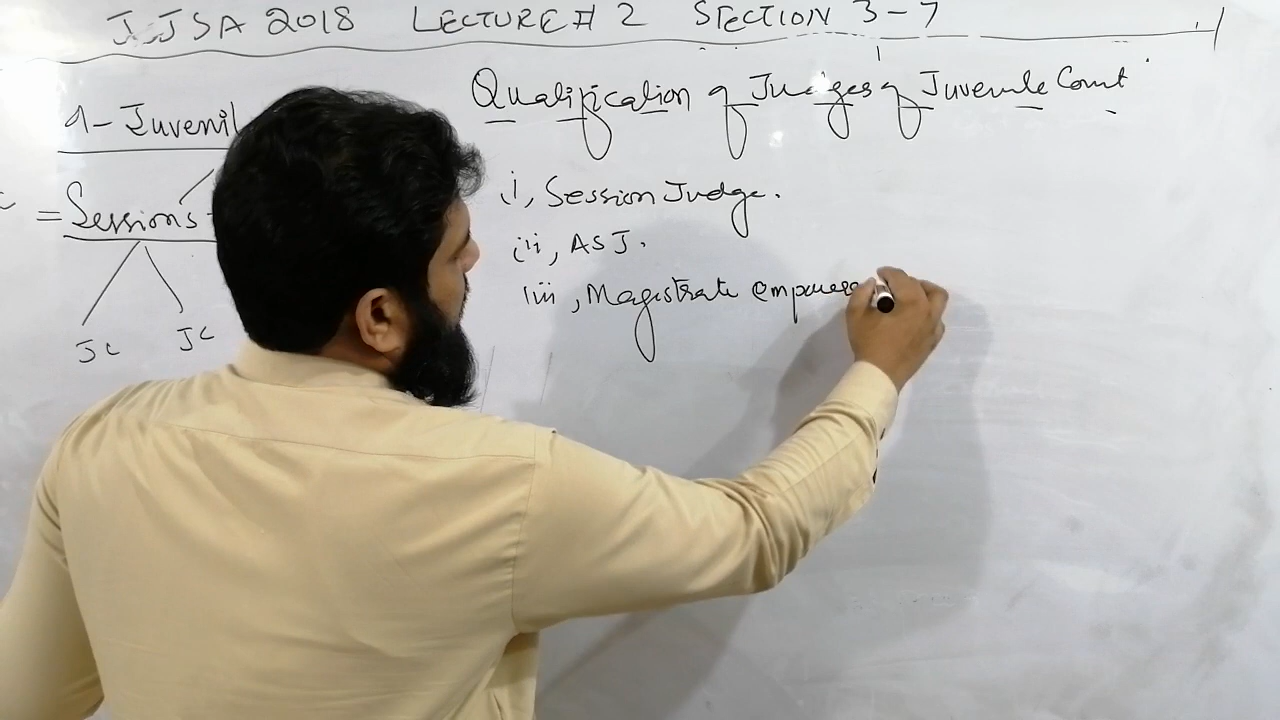 JJSA 2018 LECTURE # 2 SECTION 3-7
Qualification of Judges of Juvenile Court
1- Juvenil
i, Session Judge.
= Sessions
ii, ASJ.
iii, Magistrate empowere
JC JC